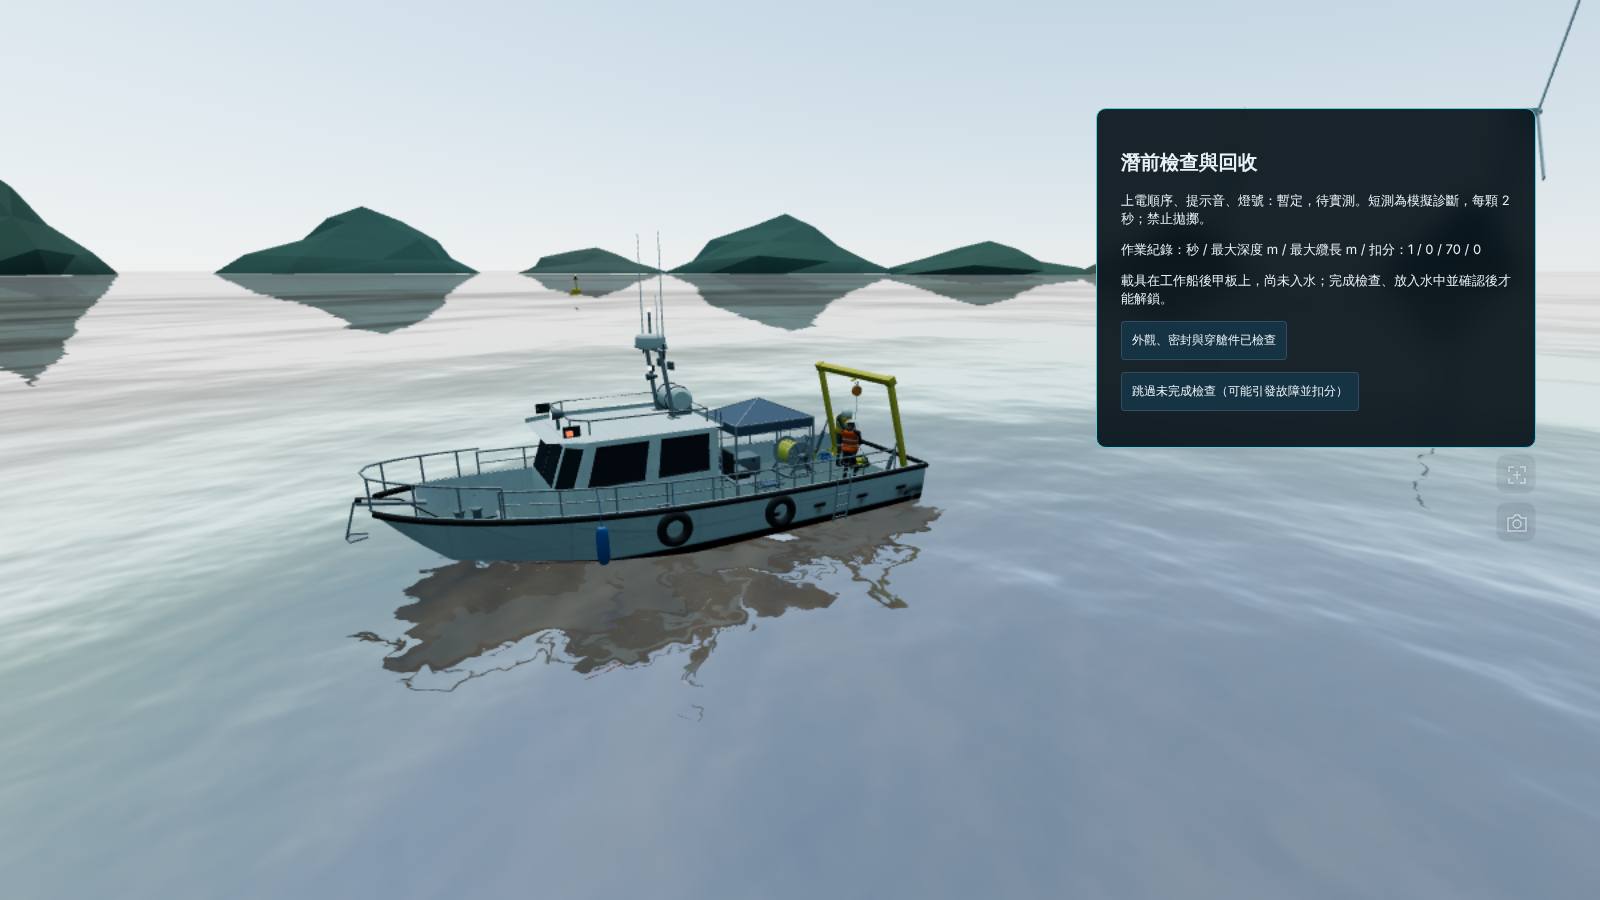 潛前檢查與回收
上電順序、提示音、燈號：暫定，待實測。短測為模擬診斷，每顆 2
秒；禁止拋擲。
作業紀錄：秒 / 最大深度 m / 最大纜長 m / 扣分：1 / 0 / 70 / 0
載具在工作船後甲板上，尚未入水；完成檢查、放入水中並確認後才
能解鎖。
外觀、密封與穿艙件已檢查
跳過未完成檢查（可能引發故障並扣分）